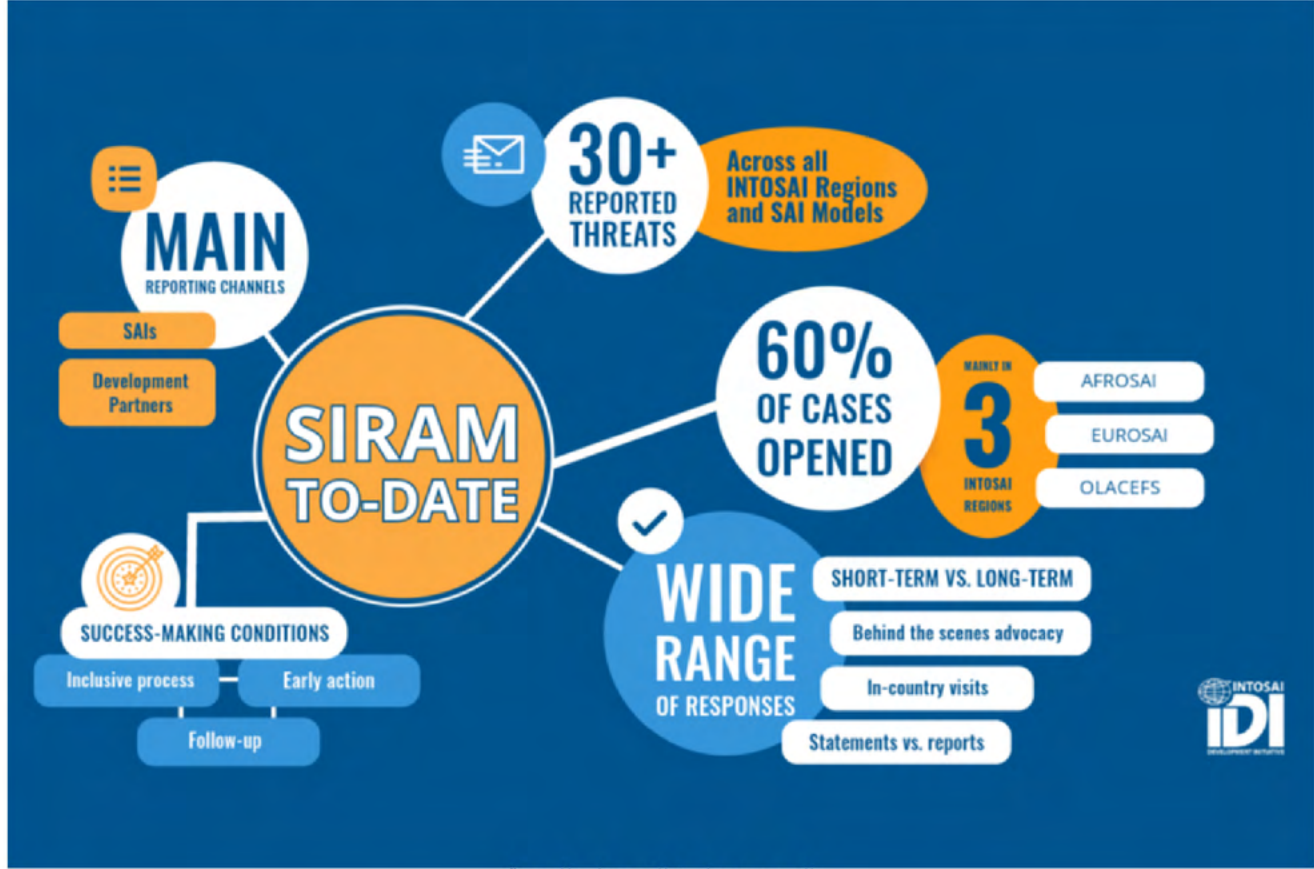 30+
REPORTED
THREATS
Across all
INTOSAI Regions
and SAI Models
MAIN
REPORTING CHANNELS
SAIs
Development
Partners
SIRAM
TO-DATE
60%
OF CASES
OPENED
MAINLY IN
3
INTOSAI
REGIONS
AFROSAI
EUROSAI
OLACEFS
WIDE
RANGE
OF RESPONSES
SHORT-TERM VS. LONG-TERM
Behind the scenes advocacy
In-country visits
Statements vs. reports
SUCCESS-MAKING CONDITIONS
Inclusive process
Early action
Follow-up
INTOSAI
IDI
DEVELOPMENT INITIATIVE